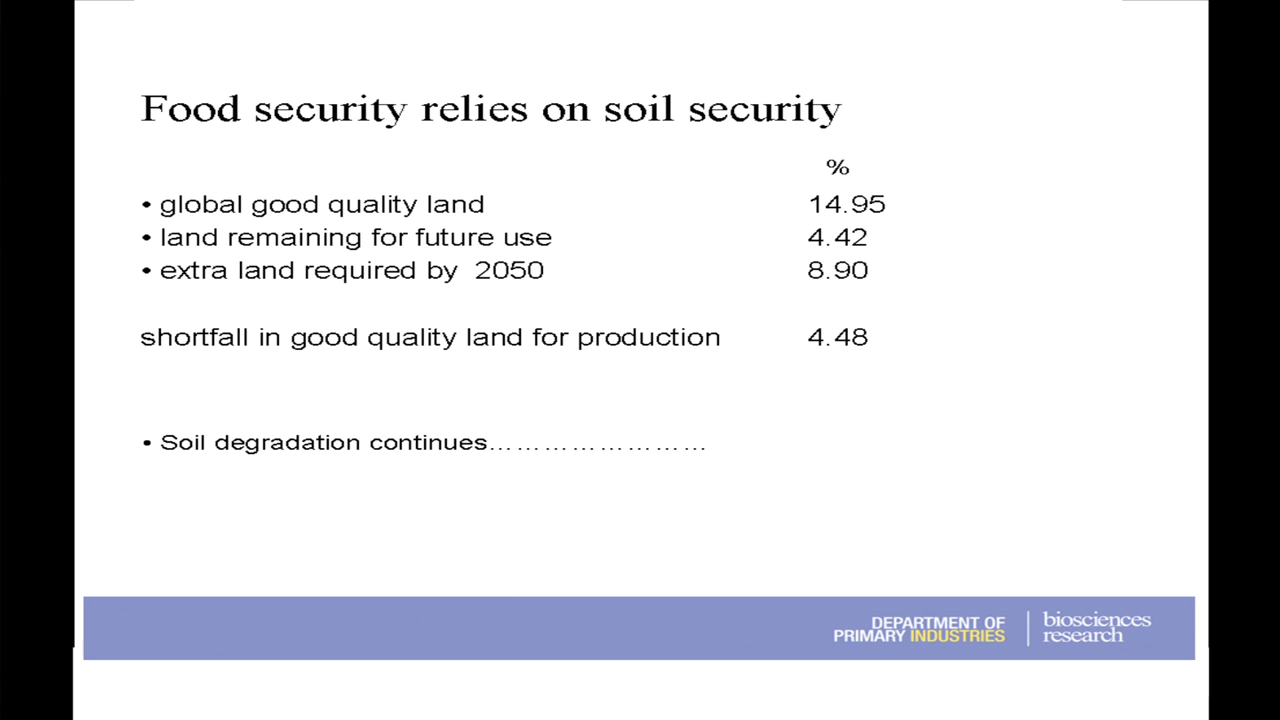 Food security relies on soil security
%
• global good quality land 14.95
• land remaining for future use 4.42
• extra land required by 2050 8.90
shortfall in good quality land for production 4.48
• Soil degradation continues……………………
DEPARTMENT OF
PRIMARY INDUSTRIES
biosciences
research